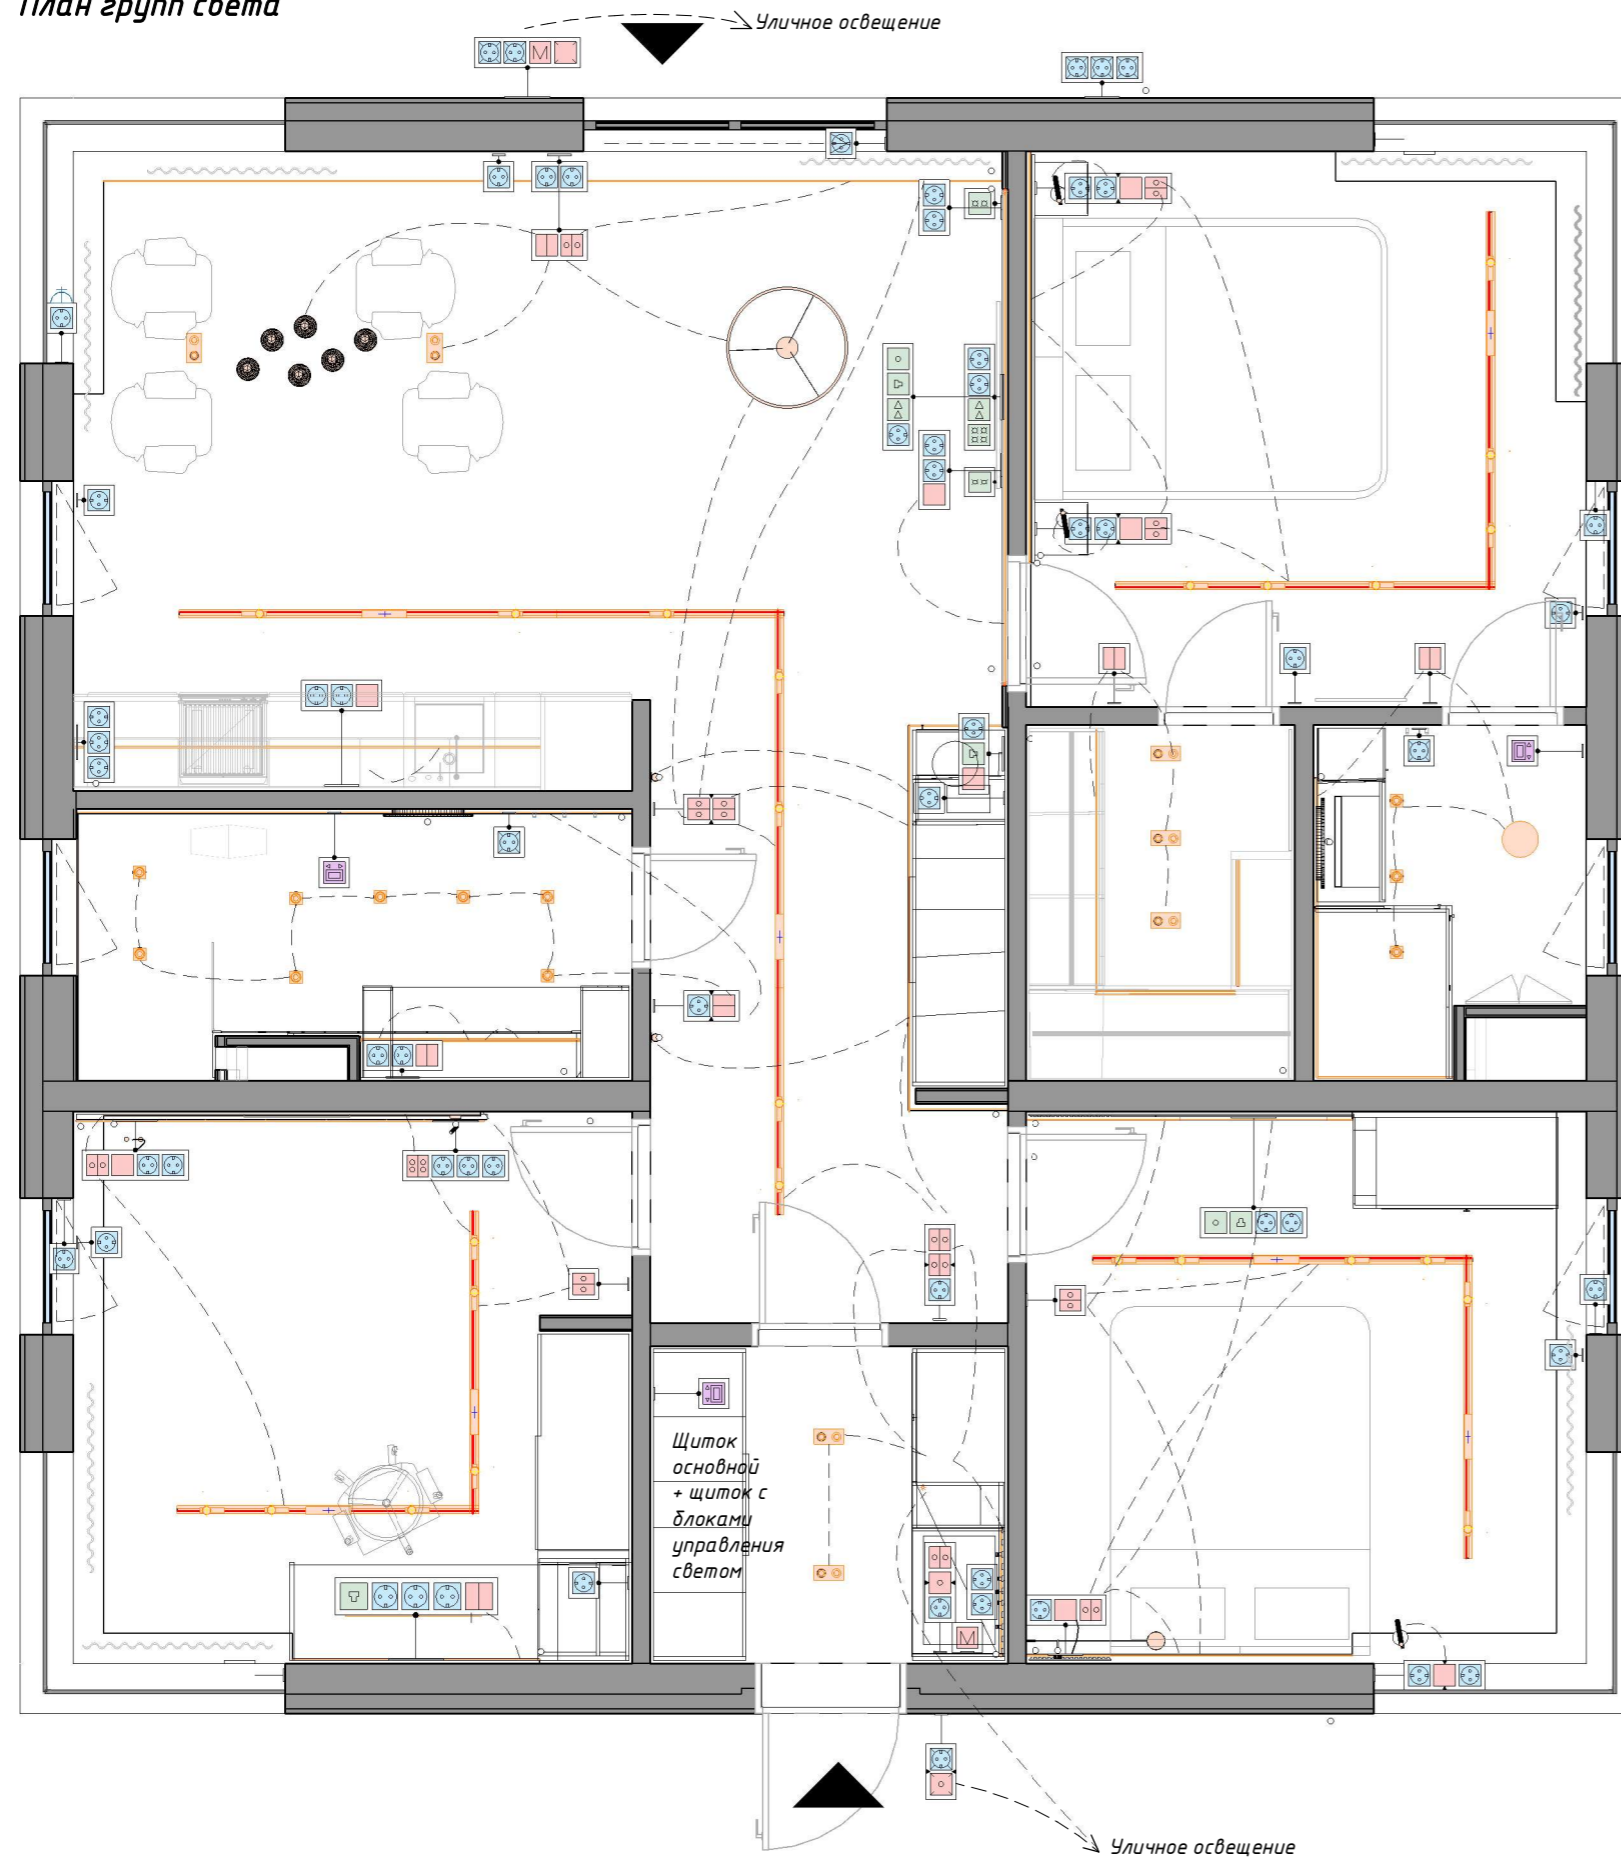 План групп света
Уличное освещение
М
Щиток
основной
+ щиток с
блоками
управления
светом
М
Уличное освещение